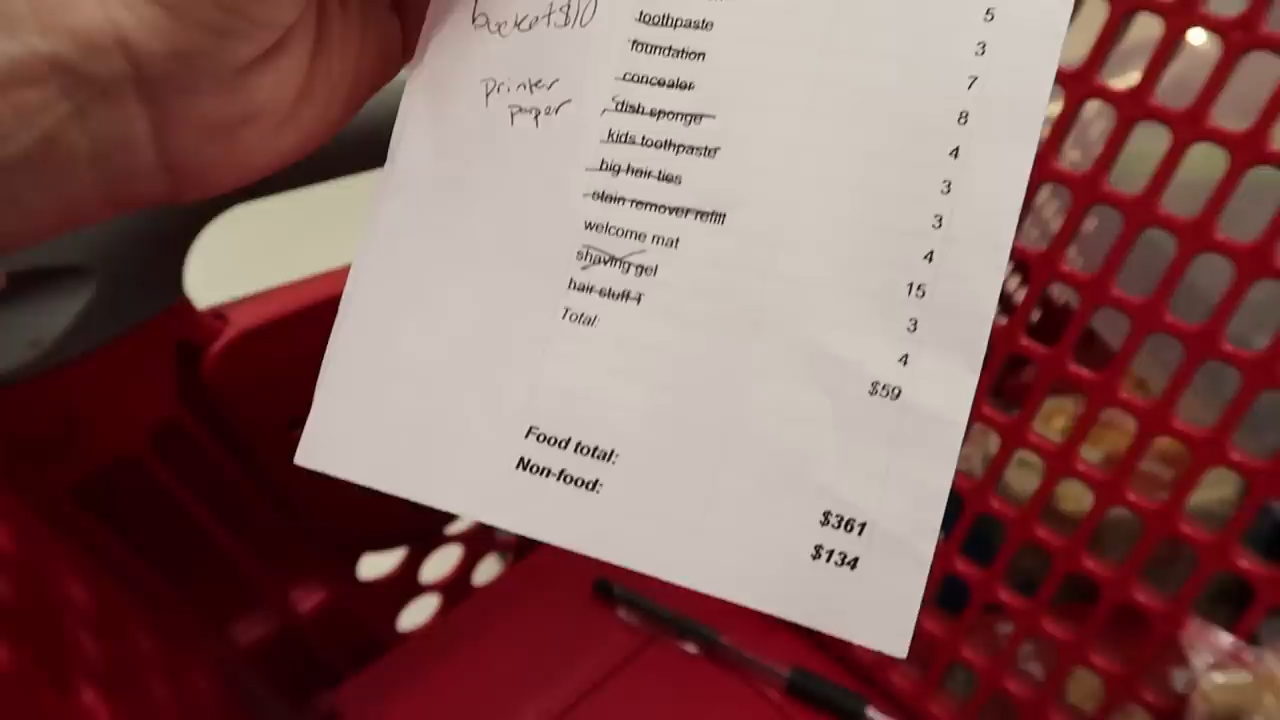 5
bucket $10
toothpaste 3
foundation 7
printer
concealer 8
paper
dish sponge 4
kids toothpaste 3
big hair ties 3
stain remover refill 4
welcome mat 15
shaving gel 3
hair stuff T 4
Total: $59
Food total: $361
Non-food: $134